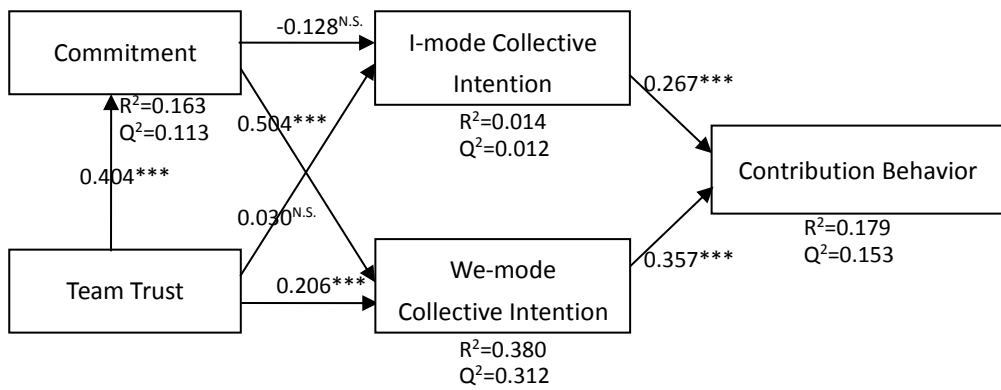 -0.128N.S.
Commitment
I-mode Collective
Intention
R²=0.163
Q²=0.113
0.504***
R²=0.014
Q²=0.012
0.267***
0.404***
Contribution Behavior
0.030N.S.
R²=0.179
Q²=0.153
Team Trust
0.206***
We-mode
Collective Intention
0.357***
R²=0.380
Q²=0.312